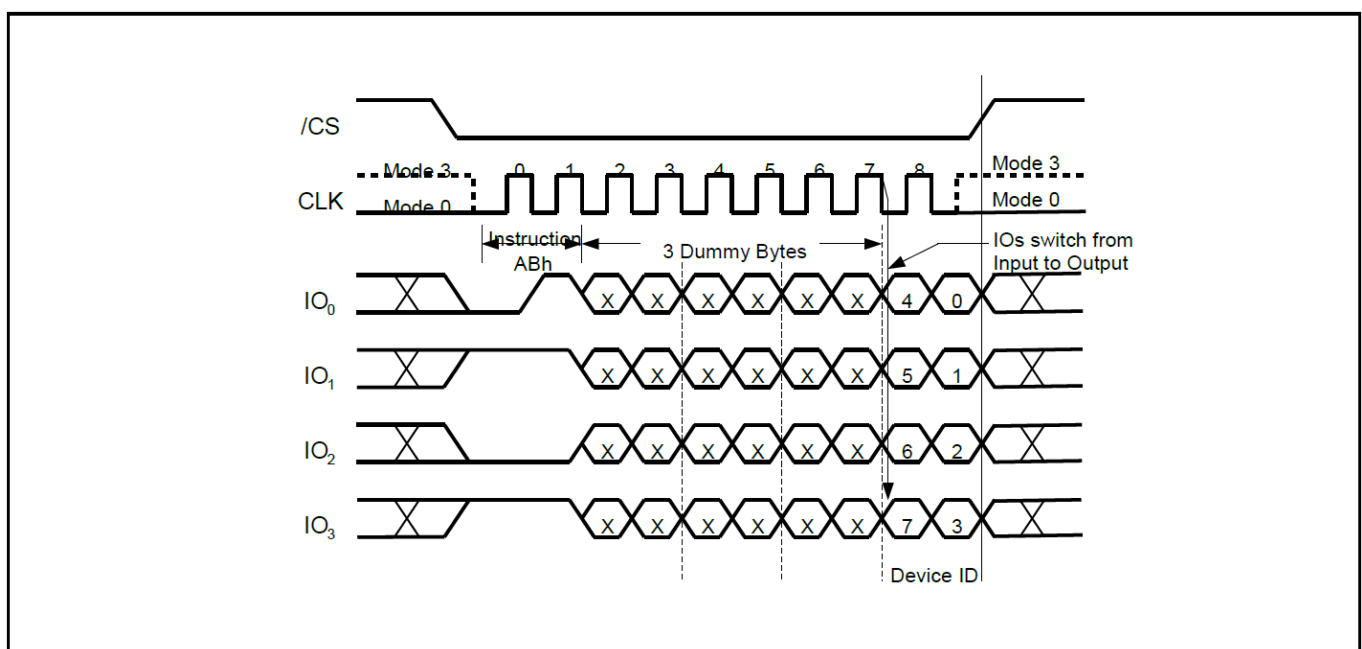 /CS
Mode 3 0 1 2 3 4 5 6 7 8 Mode 3
CLK
Mode 0 Mode 0
Instruction
ABh
3 Dummy Bytes
IOs switch from
Input to Output
IO0 X X X X X X 4 0
IO1 X X X X X X 5 1
IO2 X X X X X X 6 2
IO3 X X X X X X 7 3
Device ID